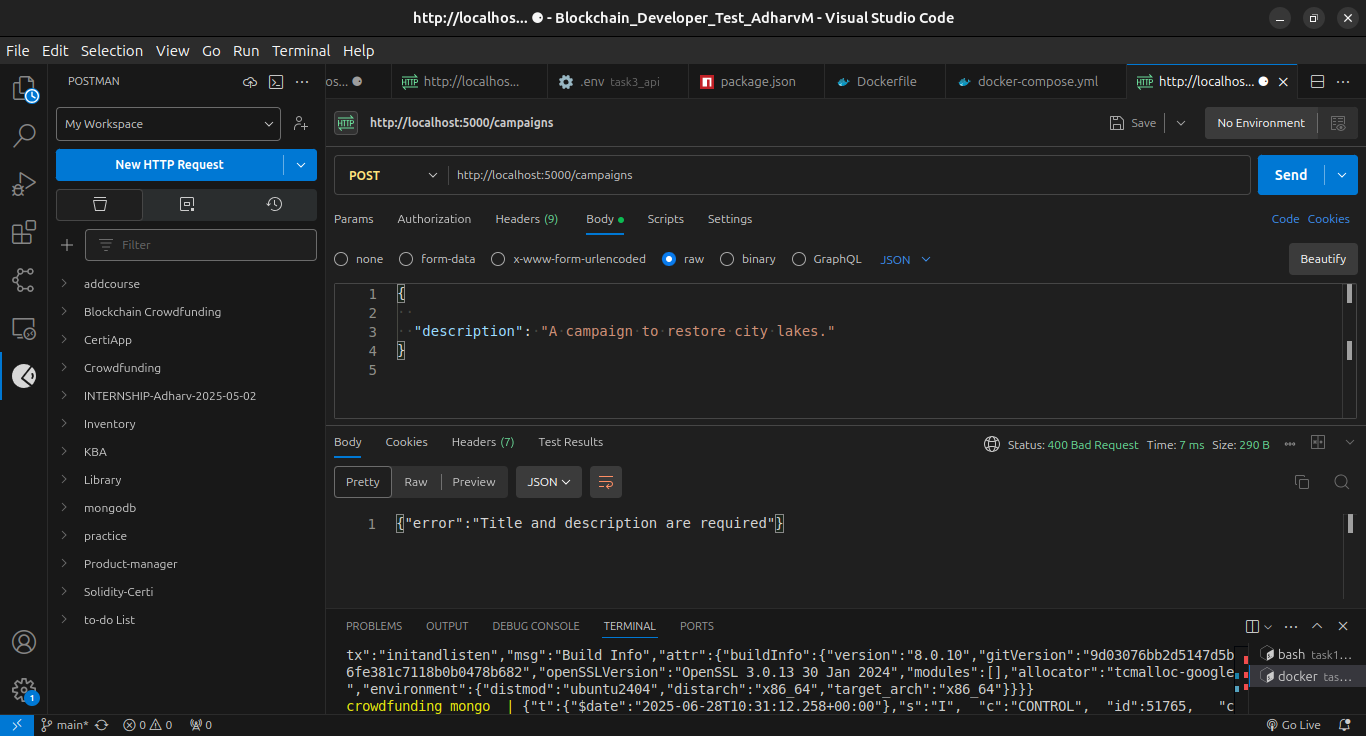 http://localhos... ● - Blockchain_Developer_Test_AdharvM - Visual Studio Code
File Edit Selection View Go Run Terminal Help
POSTMAN
os... ●
http://localhos...
.env task3_api
package.json
Dockerfile
docker-compose.yml
http://localhos... ●
My Workspace
New HTTP Request
Filter
addcourse
Blockchain Crowdfunding
CertiApp
Crowdfunding
INTERNSHIP-Adharv-2025-05-02
Inventory
KBA
Library
mongodb
practice
Product-manager
Solidity-Certi
to-do List
HTTP http://localhost:5000/campaigns
Save
No Environment
POST http://localhost:5000/campaigns
Send
Params Authorization Headers (9) Body Scripts Settings
Code Cookies
none form-data x-www-form-urlencoded raw binary GraphQL JSON
Beautify
1 {
2
3 "description": "A campaign to restore city lakes."
4 }
5
Body Cookies Headers (7) Test Results
Status: 400 Bad Request Time: 7 ms Size: 290 B
Pretty Raw Preview JSON
1 {"error":"Title and description are required"}
PROBLEMS OUTPUT DEBUG CONSOLE TERMINAL PORTS
tx":"initandlisten","msg":"Build Info","attr":{"buildInfo":{"version":"8.0.10","gitVersion":"9d03076bb2d5147d5b
6fe381c7118b0b0478b682","openSSLVersion":"OpenSSL 3.0.13 30 Jan 2024","modules":[],"allocator":"tcmalloc-google
","environment":{"distmod":"ubuntu2404","distarch":"x86_64","target_arch":"x86_64"}}}}
crowdfunding mongo | {"t":{"$date":"2025-06-28T10:31:12.258+00:00"},"s":"I", "c":"CONTROL", "id":51765, "c
bash task1...
docker tas...
1
main* 0 0 0
Go Live